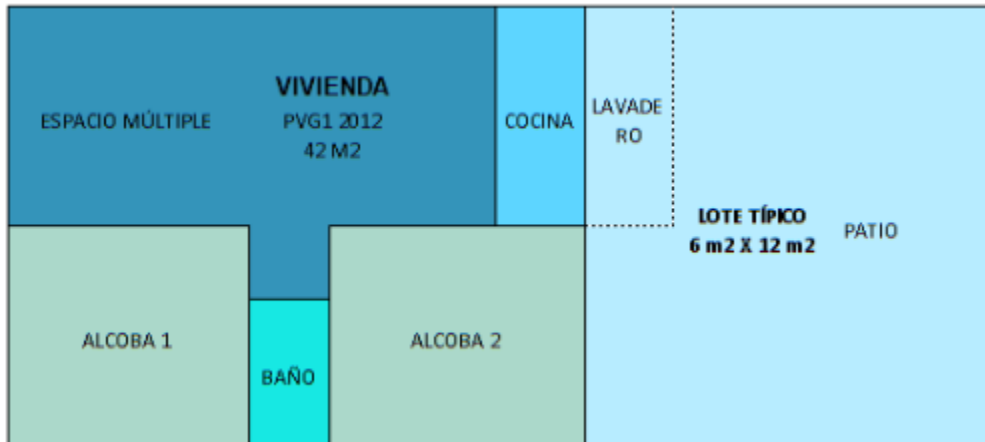 VIVIENDA
ESPACIO MÚLTIPLE
PVG1 2012
42 M2
COCINA
LAVADE
RO
LOTE TÍPICO
6 m2 X 12 m2
PATIO
ALCOBA 1
BAÑO
ALCOBA 2